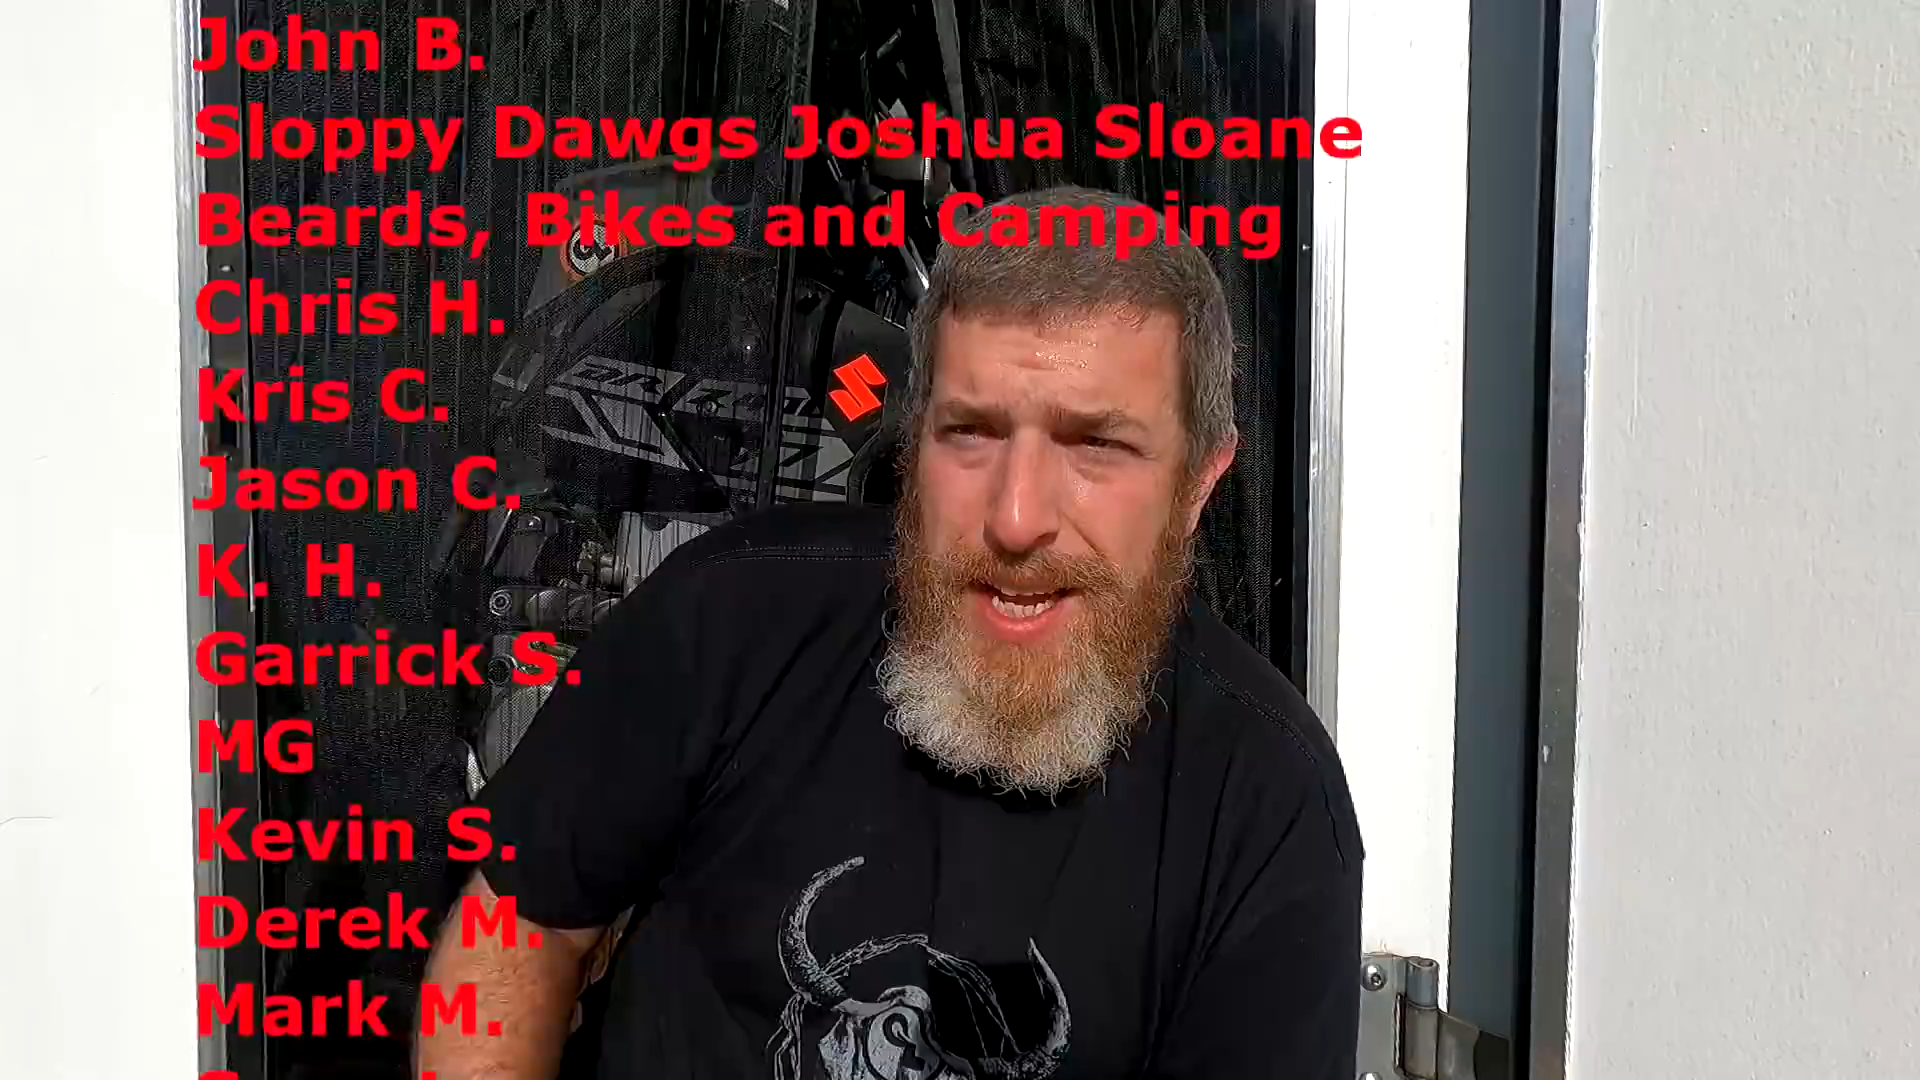 John B.
Sloppy Dawgs Joshua Sloane
Beards, Bikes and Camping
Chris H.
Kris C.
Jason C.
K. H.
Garrick S.
MG
Kevin S.
Derek M.
Mark M.